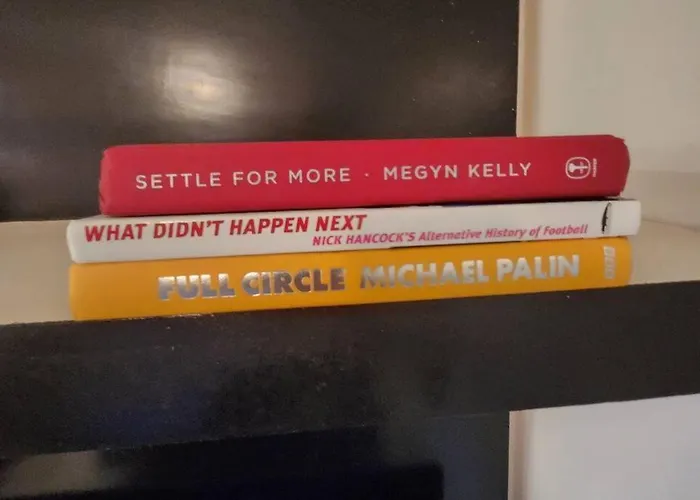 SETTLE FOR MORE · MEGYN KELLY
WHAT DIDN'T HAPPEN NEXT
NICK HANCOCK'S Alternative History of Football
FULL CIRCLE MICHAEL PALIN